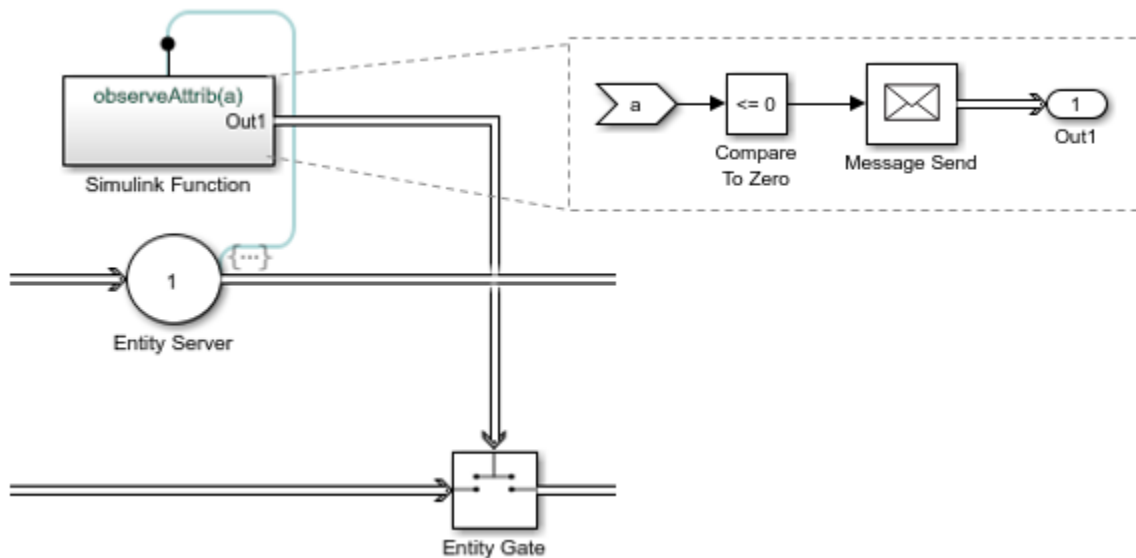 observeAttrib(a)
Out1
Simulink Function
a
<= 0
Compare
To Zero
Message Send
1
Out1
{...}
1
Entity Server
Entity Gate